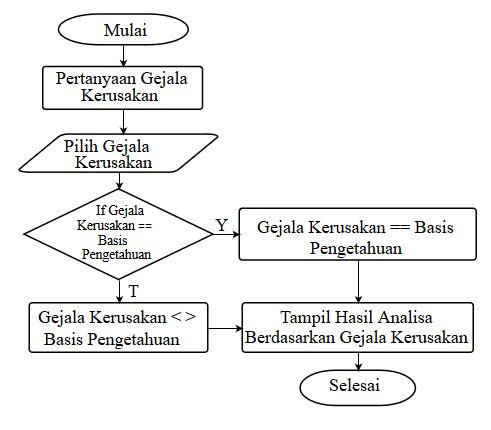 Mulai
Pertanyaan Gejala
Kerusakan
Pilih Gejala
Kerusakan
If Gejala
Kerusakan ==
Basis
Pengetahuan
Y
Gejala Kerusakan == Basis
Pengetahuan
T
Gejala Kerusakan < >
Basis Pengetahuan
Tampil Hasil Analisa
Berdasarkan Gejala Kerusakan
Selesai